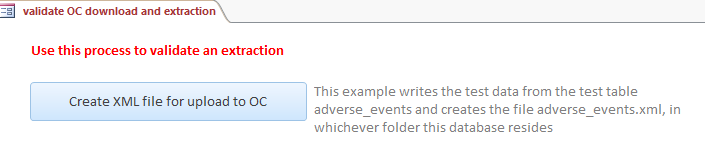 validate OC download and extraction
Use this process to validate an extraction
Create XML file for upload to OC
This example writes the test data from the test table
adverse_events and creates the file adverse_events.xml, in
whichever folder this database resides